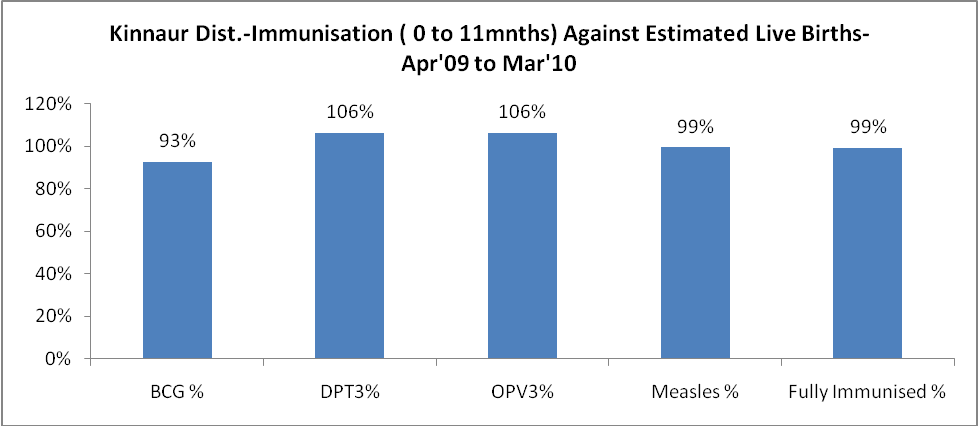 Kinnaur Dist.-Immunisation ( 0 to 11mnths) Against Estimated Live Births-
Apr'09 to Mar'10
120%
100%
80%
60%
40%
20%
0%
93%
106%
106%
99%
99%
BCG %
DPT3%
OPV3%
Measles %
Fully Immunised %